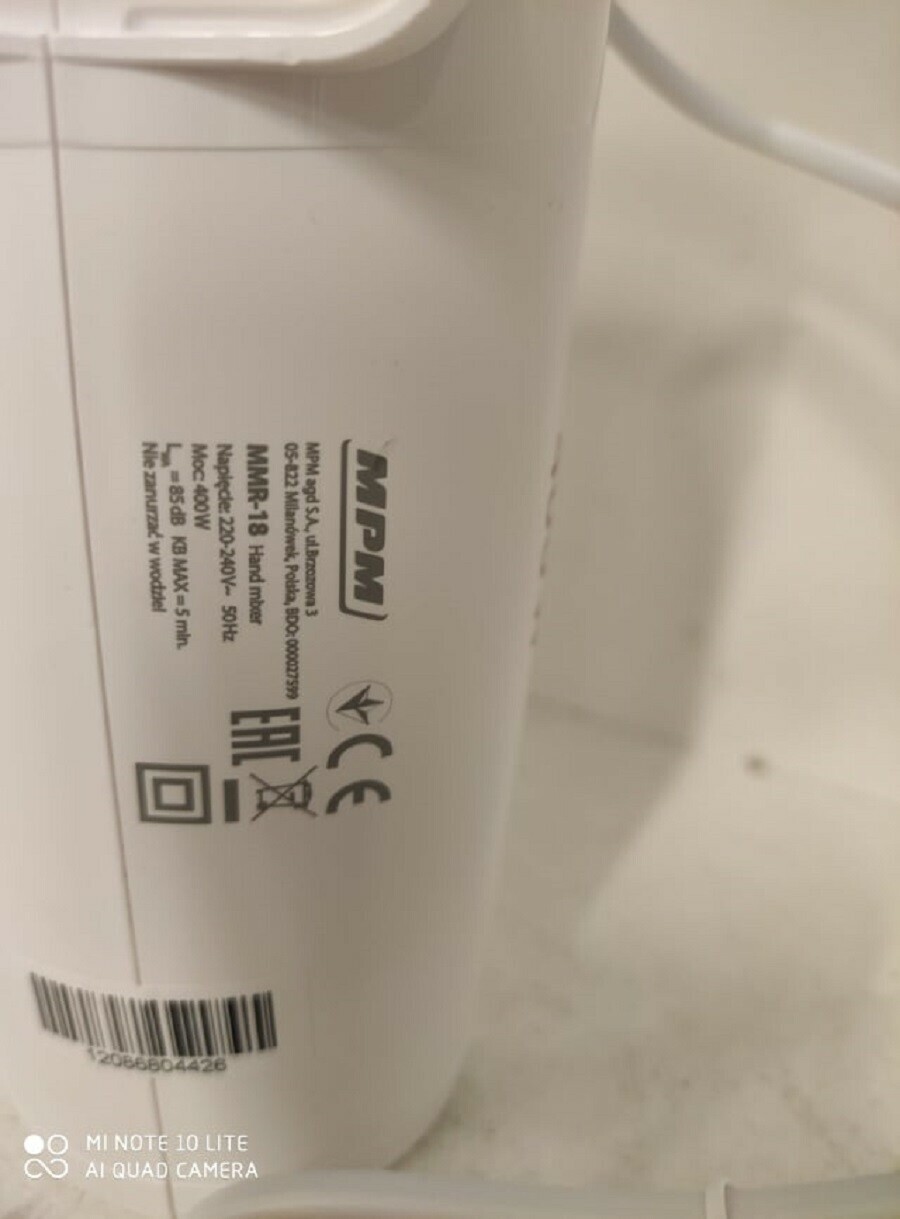 MPM
MPM agd S.A., ul.Brzozowa 3
05-822 Milanówek, Polska, BDO: 000027599
MMR-18 Hand mixer
Napięcie: 220-240V~ 50Hz
Moc: 400W
LWA = 85 dB KB MAX = 5 min.
Nie zanurzać w wodzie!
CE
EAC
12086804426
MI NOTE 10 LITE
AI QUAD CAMERA